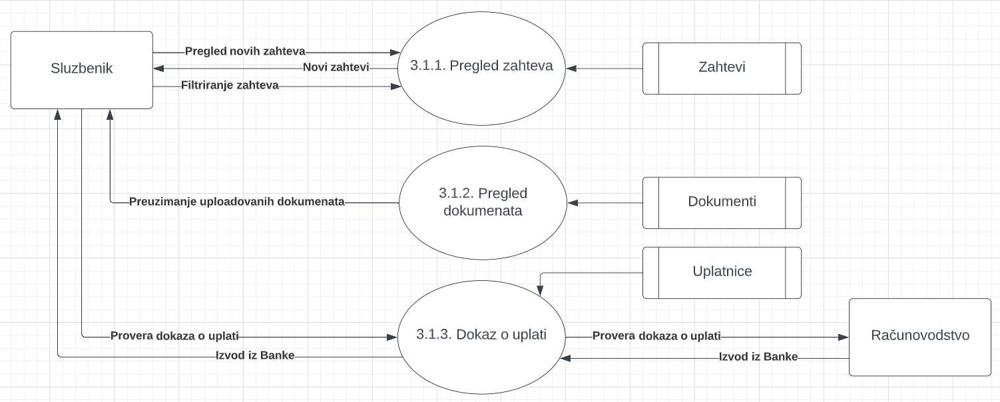 Sluzbenik
Pregled novih zahteva
Novi zahtevi
Filtriranje zahteva
3.1.1. Pregled zahteva
Zahtevi
Preuzimanje uploadovanih dokumenata
3.1.2. Pregled
dokumenata
Dokumenti
Uplatnice
Provera dokaza o uplati
Izvod iz Banke
3.1.3. Dokaz o uplati
Provera dokaza o uplati
Izvod iz Banke
Računovodstvo